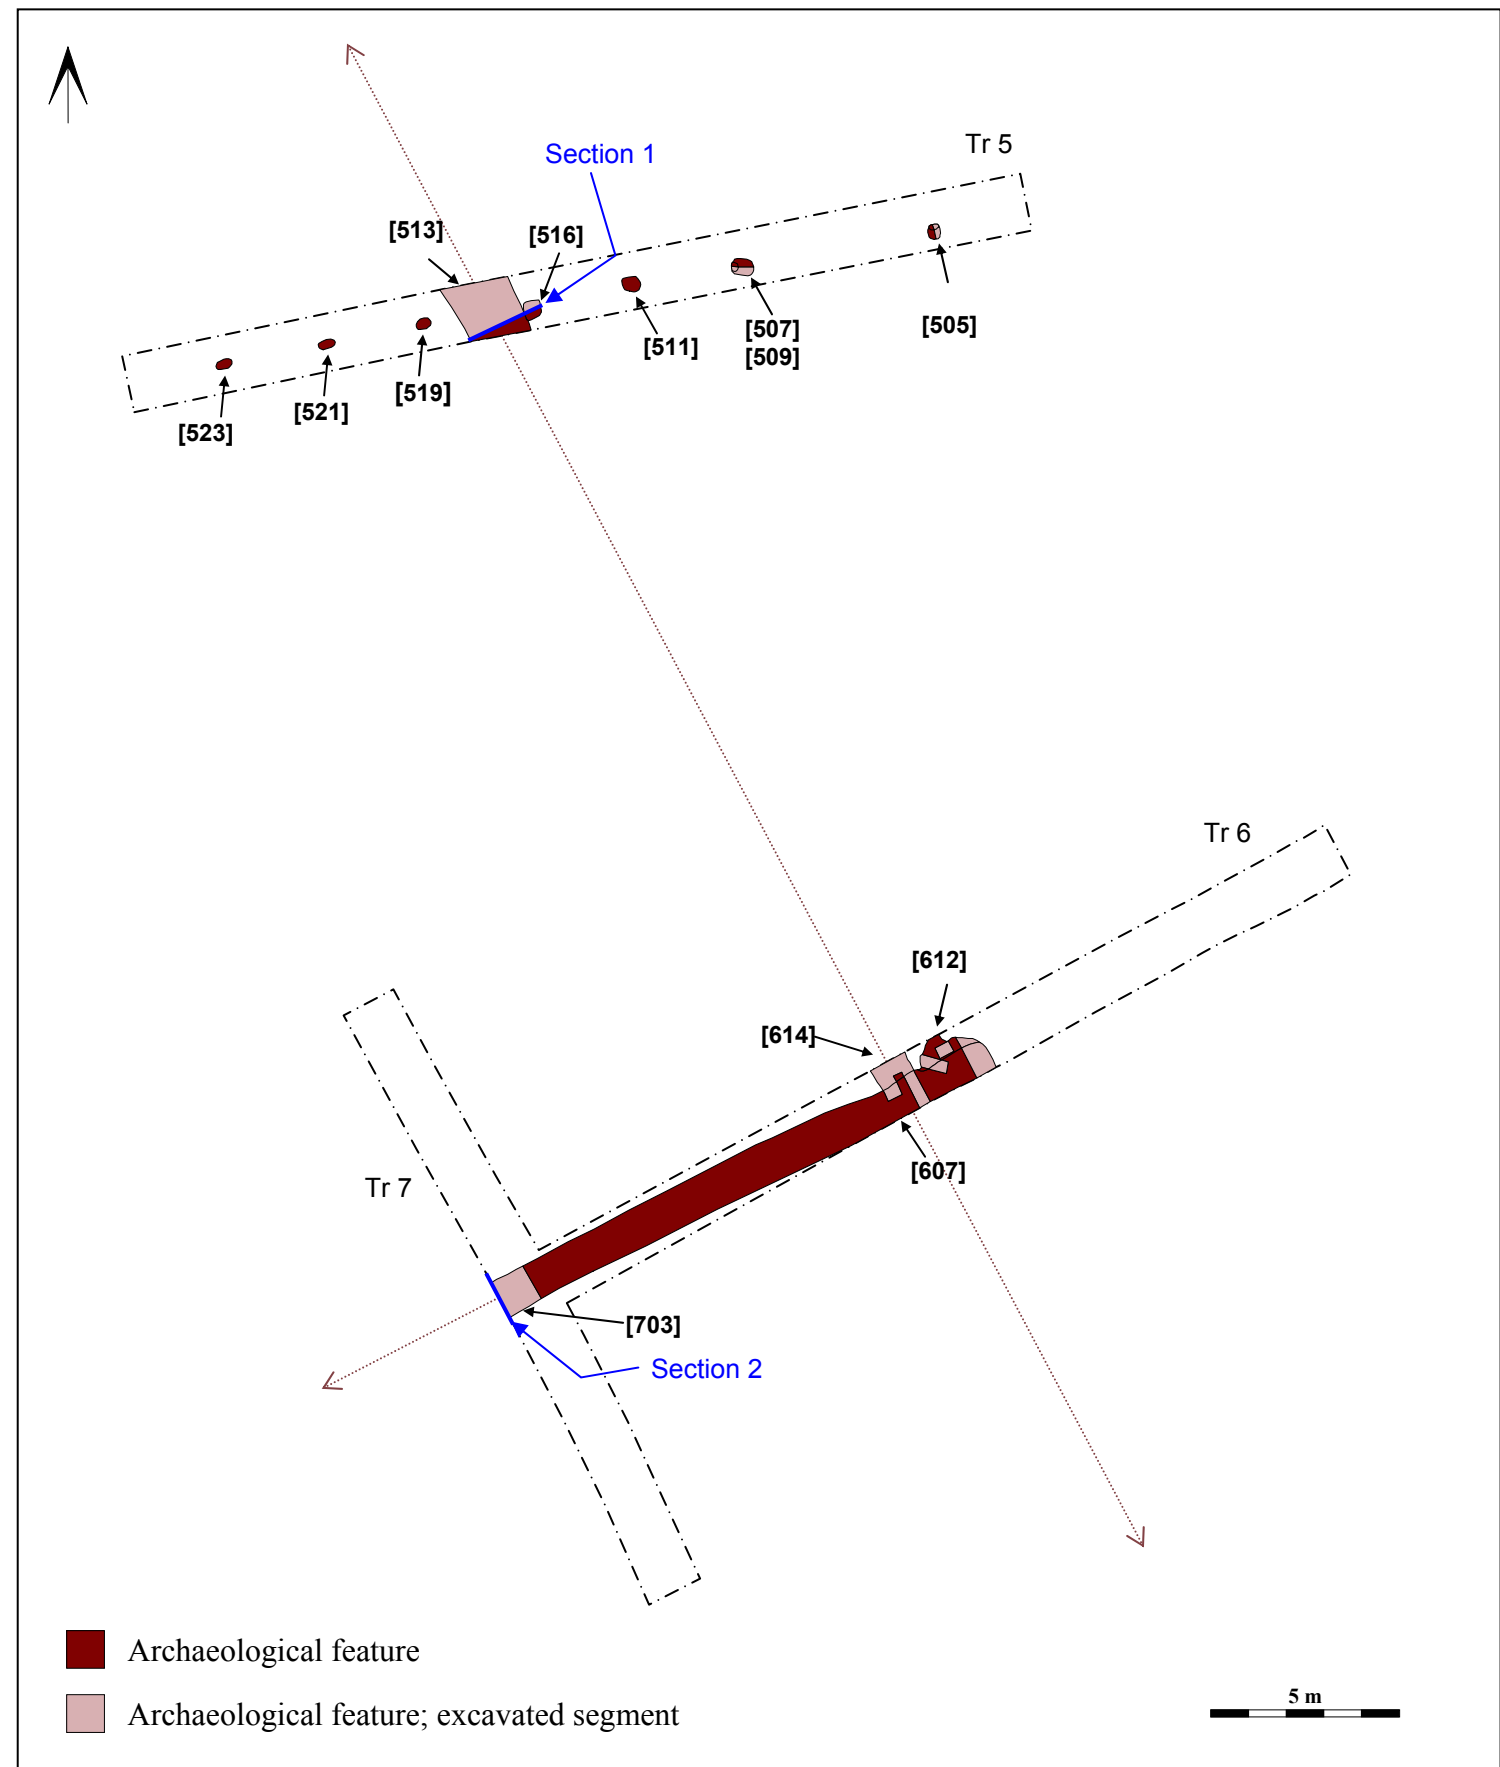 Tr 5
Section 1
[513]
[516]
[505]
[507]
[509]
[511]
[519]
[521]
[523]
Tr 6
[612]
[614]
[607]
Tr 7
[703]
Section 2
Archaeological feature
Archaeological feature; excavated segment
5 m